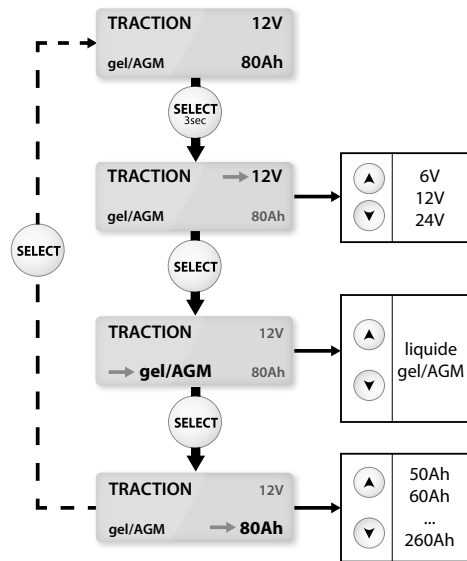 TRACTION 12V
gel/AGM 80Ah
SELECT
3sec
TRACTION 12V
gel/AGM 80Ah
6V
12V
24V
SELECT
SELECT
TRACTION 12V
gel/AGM 80Ah
liquide
gel/AGM
SELECT
TRACTION 12V
gel/AGM 80Ah
50Ah
60Ah
...
260Ah